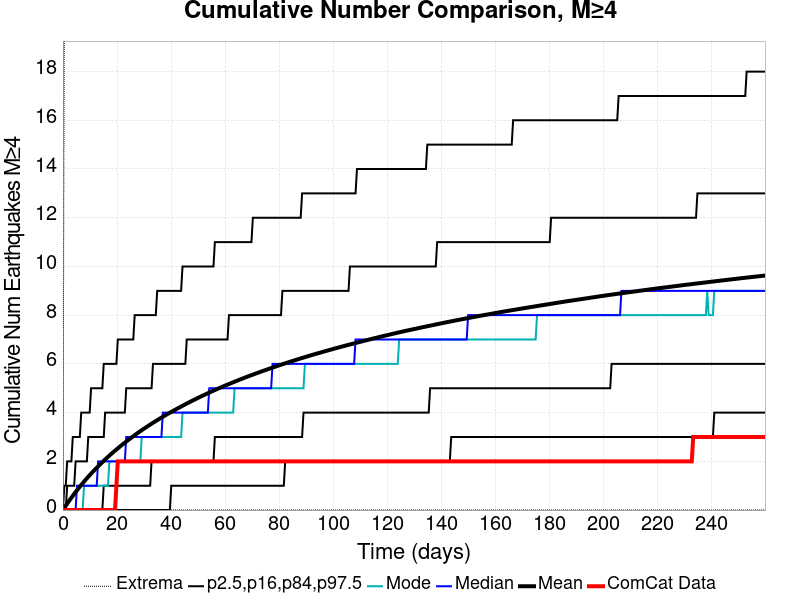 Cumulative Number Comparison, M≥4
Cumulative Num Earthquakes M≥4
18
16
14
12
10
8
6
4
2
0
0 20 40 60 80 100 120 140 160 180 200 220 240
Time (days)
Extrema p2.5,p16,p84,p97.5 Mode Median Mean ComCat Data